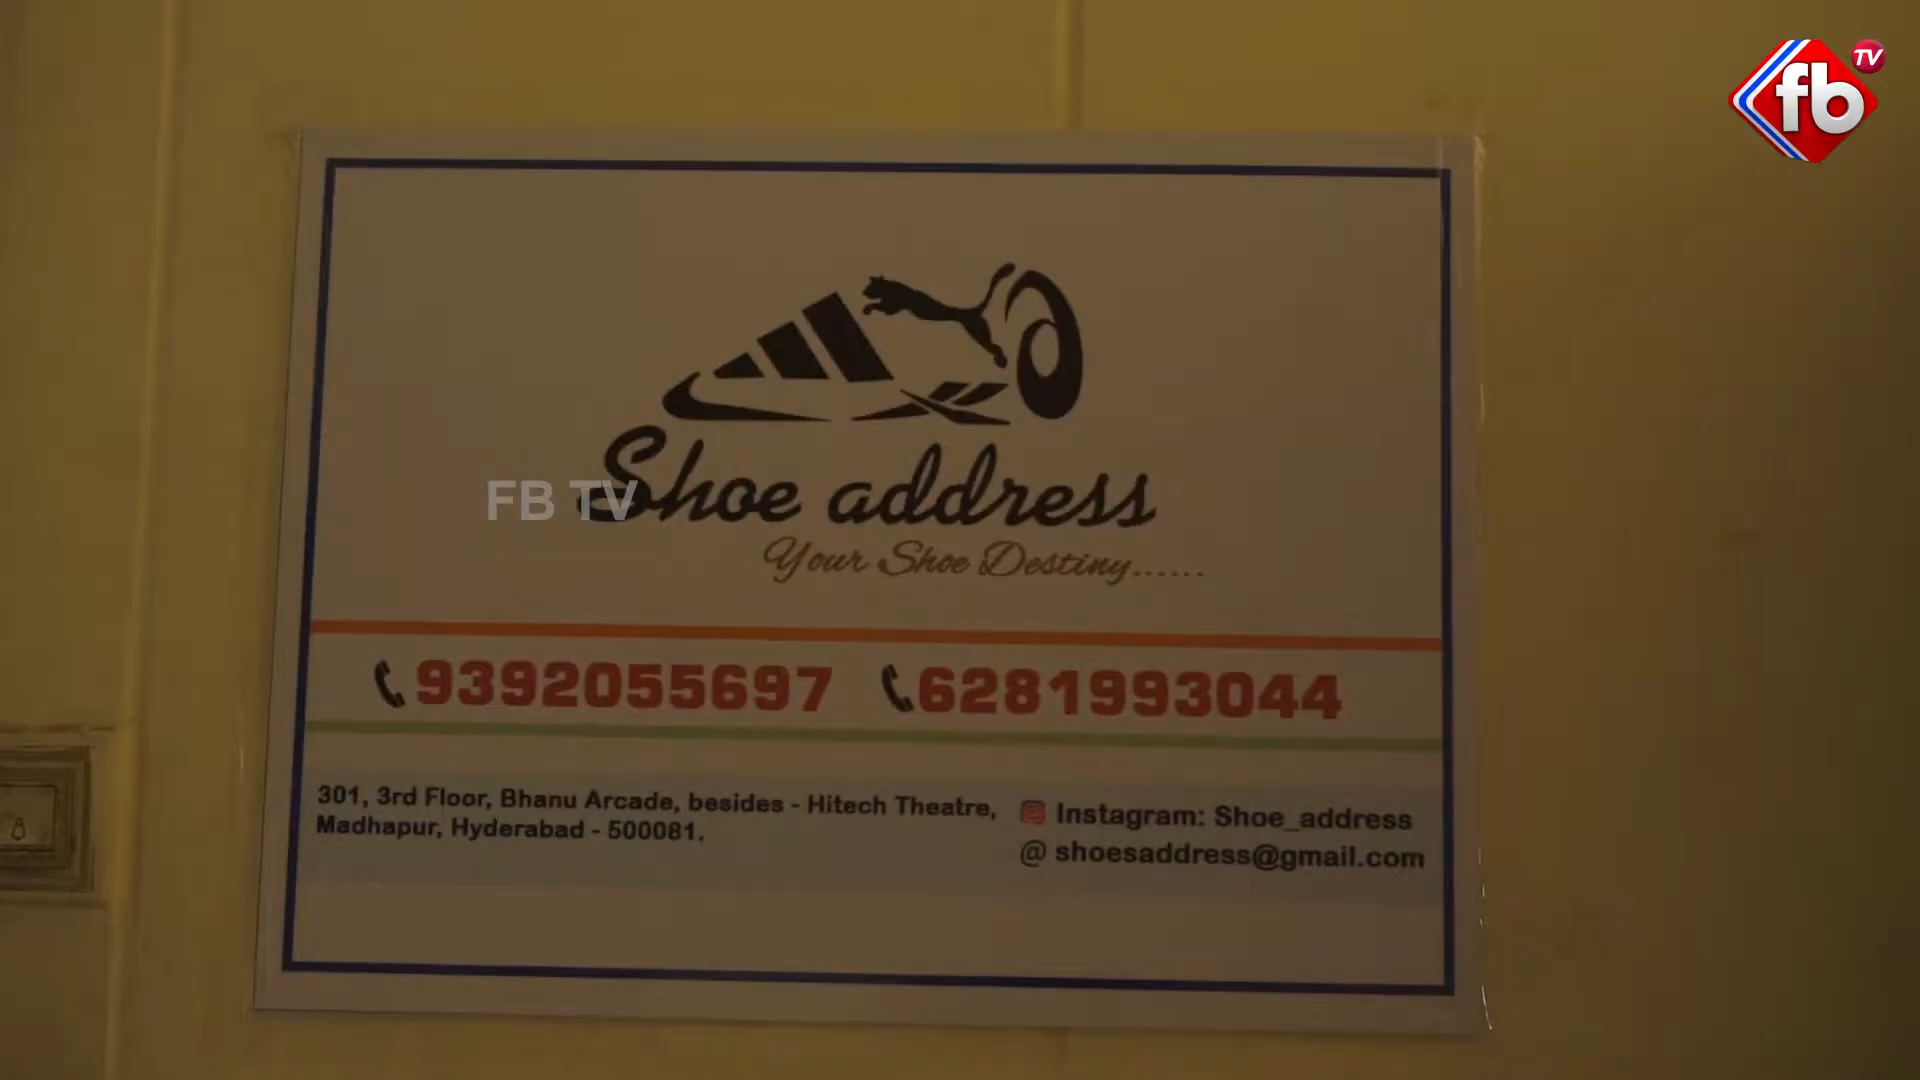 fb TV
Shoe address
FB TV
Your Shoe Destiny......
9392055697 6281993044
301, 3rd Floor, Bhanu Arcade, besides - Hitech Theatre,
Madhapur, Hyderabad - 500081.
Instagram: Shoe_address
@ shoesaddress@gmail.com